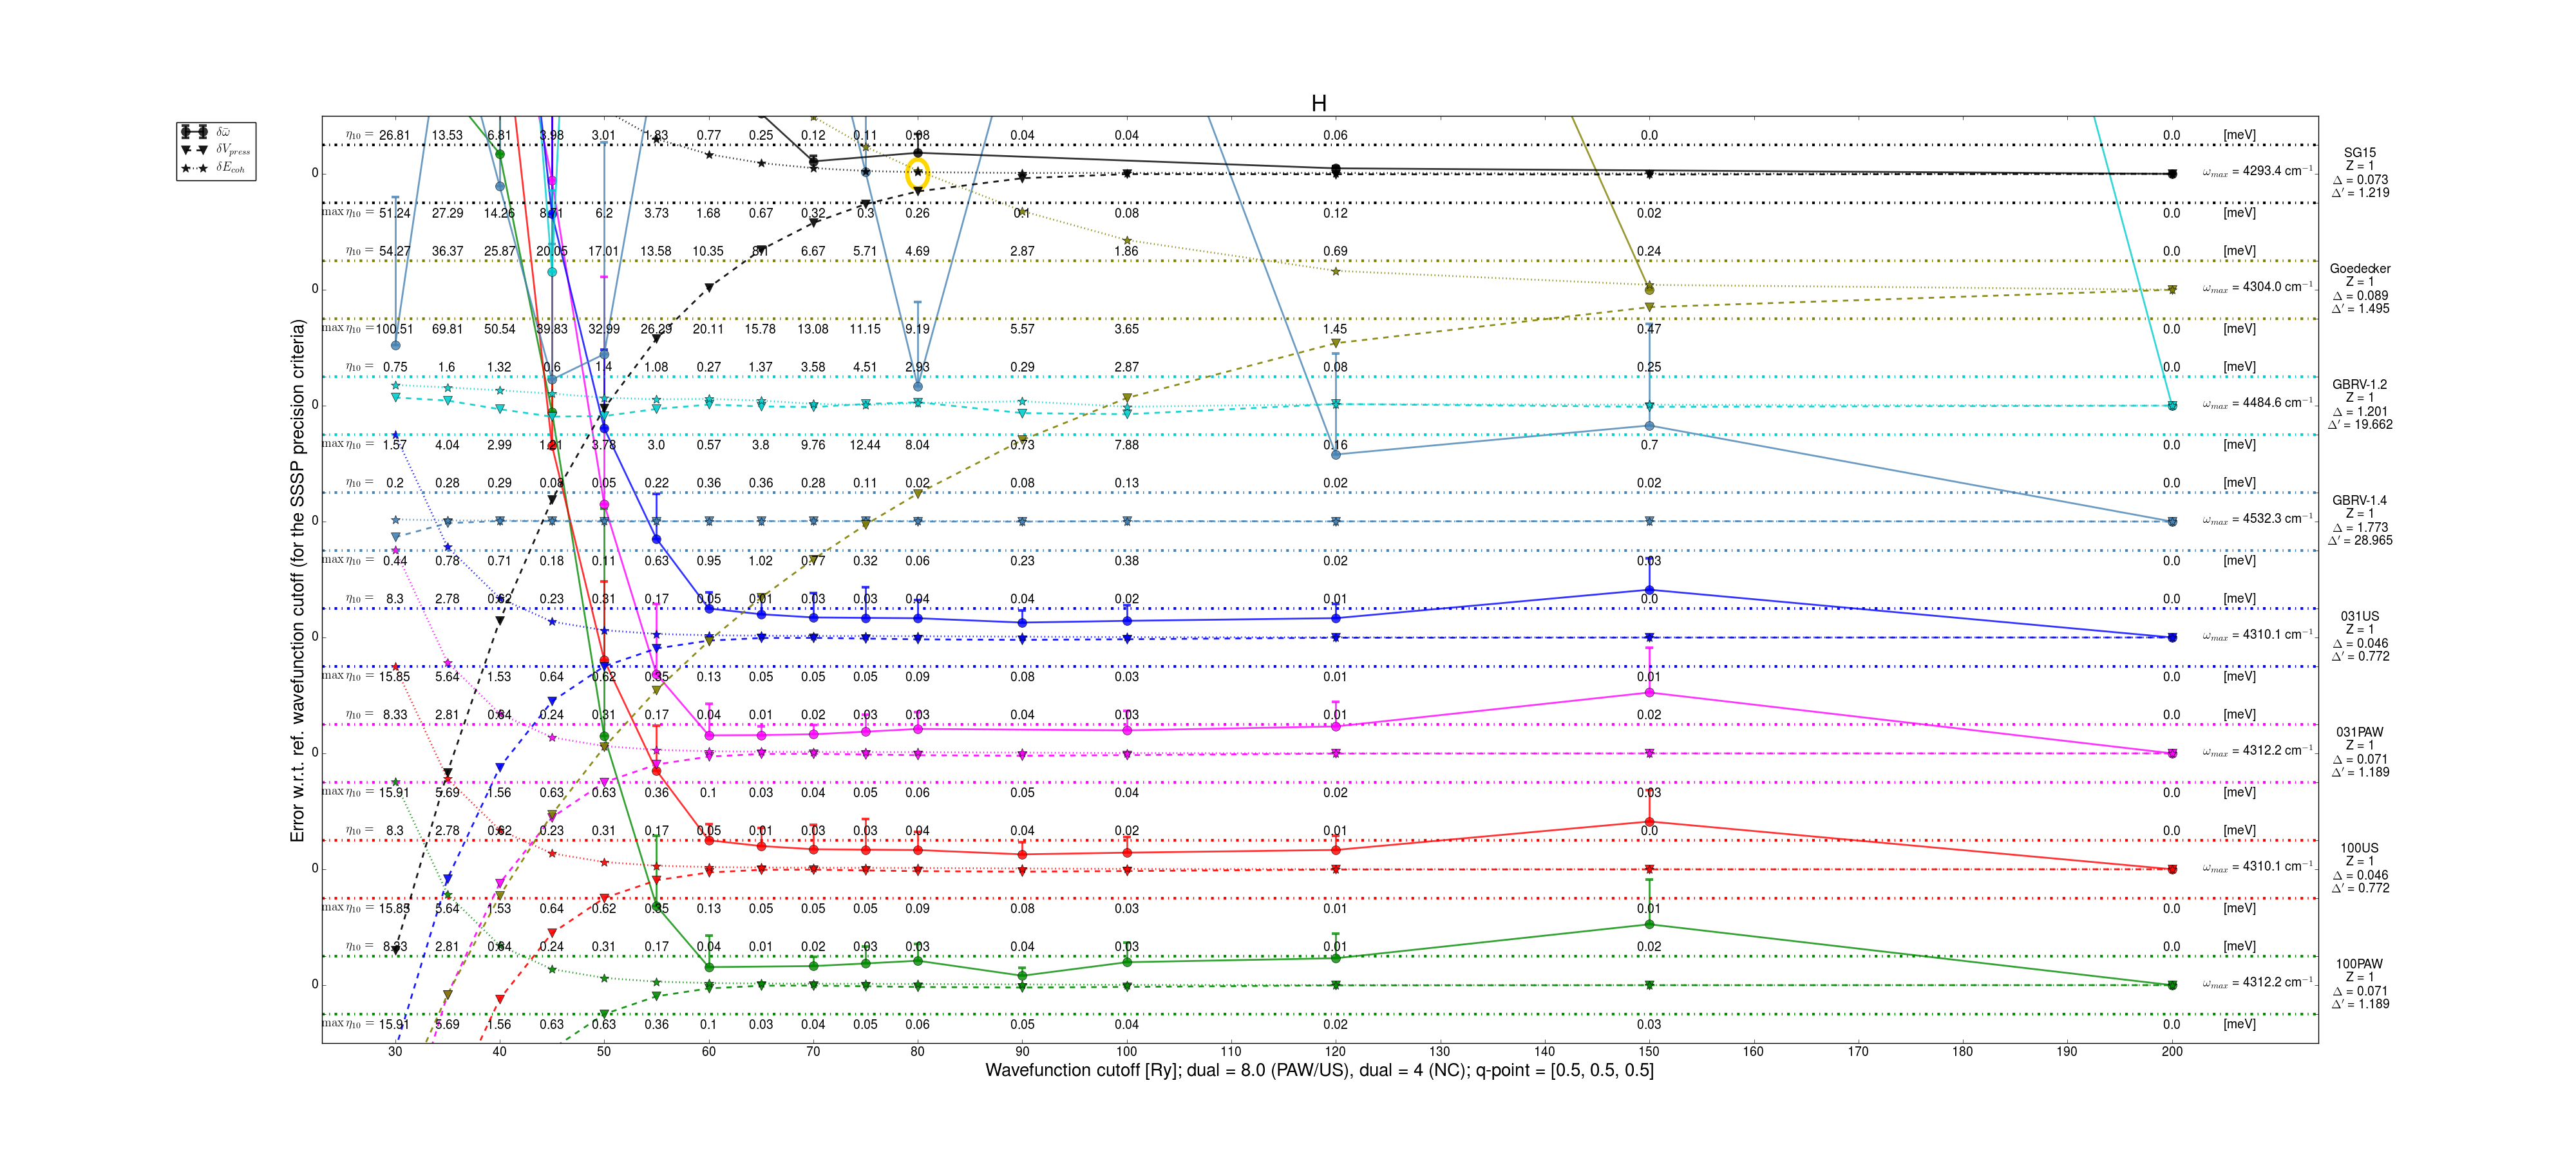 H
δω̄
δV_press
δE_coh
Error w.r.t. ref. wavefunction cutoff (for the SSSP precision criteria)
η₁₀ = 26.81 13.53 6.81 3.98 3.01 1.83 0.77 0.25 0.12 0.11 0.08 0.04 0.04 0.06 0.0 0.0 [meV]
0 ω_max = 4293.4 cm⁻¹
max η₁₀ = 51.24 27.29 14.26 8.71 6.2 3.73 1.68 0.67 0.32 0.3 0.26 0.1 0.08 0.12 0.02 0.0 [meV]
SG15
Z = 1
Δ = 0.073
Δ′ = 1.219
η₁₀ = 54.27 36.37 25.87 20.05 17.01 13.58 10.35 8.1 6.67 5.71 4.69 2.87 1.86 0.69 0.24 0.0 [meV]
0 ω_max = 4304.0 cm⁻¹
max η₁₀ = 100.51 69.81 50.54 39.83 32.99 26.29 20.11 15.78 13.08 11.15 9.19 5.57 3.65 1.45 0.47 0.0 [meV]
Goedecker
Z = 1
Δ = 0.089
Δ′ = 1.495
η₁₀ = 0.75 1.6 1.32 0.6 1.4 1.08 0.27 1.37 3.58 4.51 2.93 0.29 2.87 0.08 0.25 0.0 [meV]
0 ω_max = 4484.6 cm⁻¹
max η₁₀ = 1.57 4.04 2.99 3.78 3.0 0.57 3.8 9.76 12.44 8.04 0.73 7.88 0.16 0.7 0.0 [meV]
GBRV-1.2
Z = 1
Δ = 1.201
Δ′ = 19.662
η₁₀ = 0.2 0.28 0.29 0.08 0.05 0.22 0.36 0.36 0.28 0.11 0.02 0.08 0.13 0.02 0.02 0.0 [meV]
0 ω_max = 4532.3 cm⁻¹
max η₁₀ = 0.44 0.78 0.71 0.18 0.11 0.63 0.95 1.02 0.77 0.32 0.06 0.23 0.38 0.02 0.03 0.0 [meV]
GBRV-1.4
Z = 1
Δ = 1.773
Δ′ = 28.965
η₁₀ = 8.3 2.78 0.62 0.23 0.31 0.17 0.05 0.01 0.03 0.03 0.04 0.04 0.02 0.01 0.0 0.0 [meV]
0 ω_max = 4310.1 cm⁻¹
max η₁₀ = 15.85 5.64 1.53 0.64 0.62 0.35 0.13 0.05 0.05 0.05 0.09 0.08 0.03 0.01 0.01 0.0 [meV]
031US
Z = 1
Δ = 0.046
Δ′ = 0.772
η₁₀ = 8.33 2.81 0.64 0.24 0.31 0.17 0.04 0.01 0.02 0.03 0.03 0.04 0.03 0.01 0.02 0.0 [meV]
0 ω_max = 4312.2 cm⁻¹
max η₁₀ = 15.91 5.69 1.56 0.63 0.63 0.36 0.1 0.03 0.04 0.05 0.06 0.05 0.04 0.02 0.03 0.0 [meV]
031PAW
Z = 1
Δ = 0.071
Δ′ = 1.189
η₁₀ = 8.3 2.78 0.62 0.23 0.31 0.17 0.05 0.01 0.03 0.03 0.04 0.04 0.02 0.01 0.0 0.0 [meV]
0 ω_max = 4310.1 cm⁻¹
max η₁₀ = 15.85 5.64 1.53 0.64 0.62 0.35 0.13 0.05 0.05 0.05 0.09 0.08 0.03 0.01 0.01 0.0 [meV]
100US
Z = 1
Δ = 0.046
Δ′ = 0.772
η₁₀ = 8.33 2.81 0.64 0.24 0.31 0.17 0.04 0.01 0.02 0.03 0.03 0.04 0.03 0.01 0.02 0.0 [meV]
0 ω_max = 4312.2 cm⁻¹
max η₁₀ = 15.91 5.69 1.56 0.63 0.63 0.36 0.1 0.03 0.04 0.05 0.06 0.05 0.04 0.02 0.03 0.0 [meV]
100PAW
Z = 1
Δ = 0.071
Δ′ = 1.189
30 40 50 60 70 80 90 100 110 120 130 140 150 160 170 180 190 200
Wavefunction cutoff [Ry]; dual = 8.0 (PAW/US), dual = 4 (NC); q-point = [0.5, 0.5, 0.5]